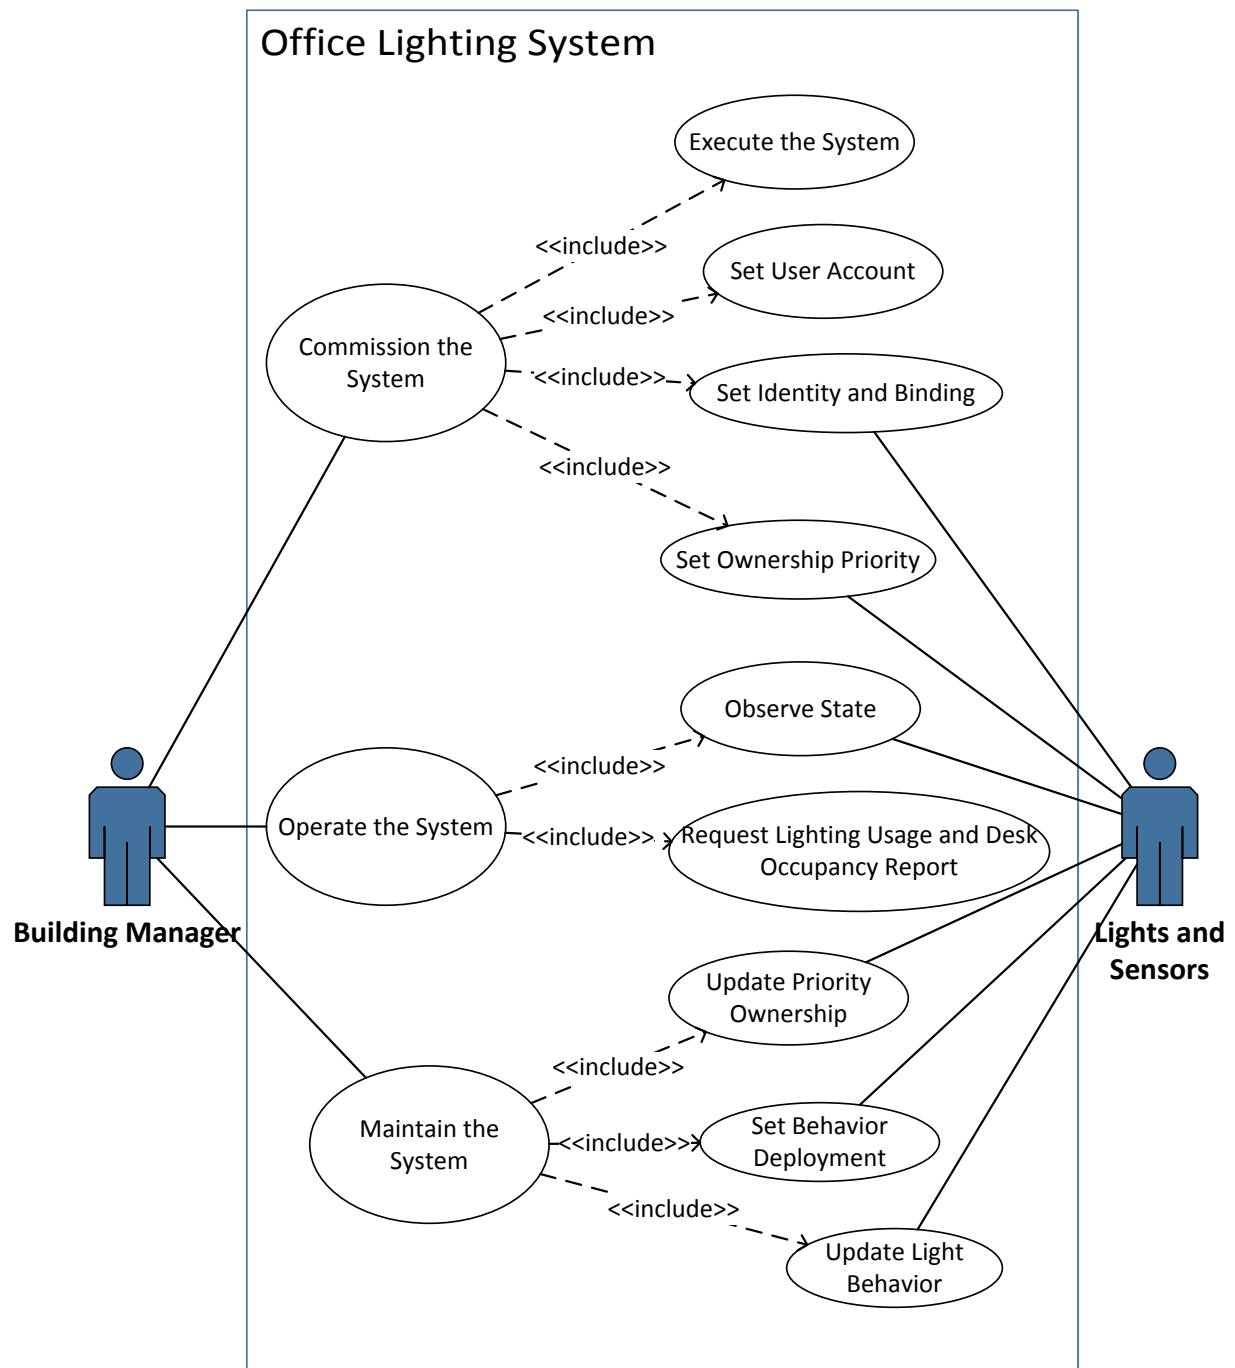 Office Lighting System
Execute the System
<<include>>
Set User Account
<<include>>
Commission the
System
<<include>>
Set Identity and Binding
<<include>>
Set Ownership Priority
Observe State
<<include>>
Operate the System
<<include>>
Request Lighting Usage and Desk
Occupancy Report
Building Manager
Lights and
Sensors
Update Priority
Ownership
<<include>>
Maintain the
System
<<include>>
Set Behavior
Deployment
<<include>>
Update Light
Behavior